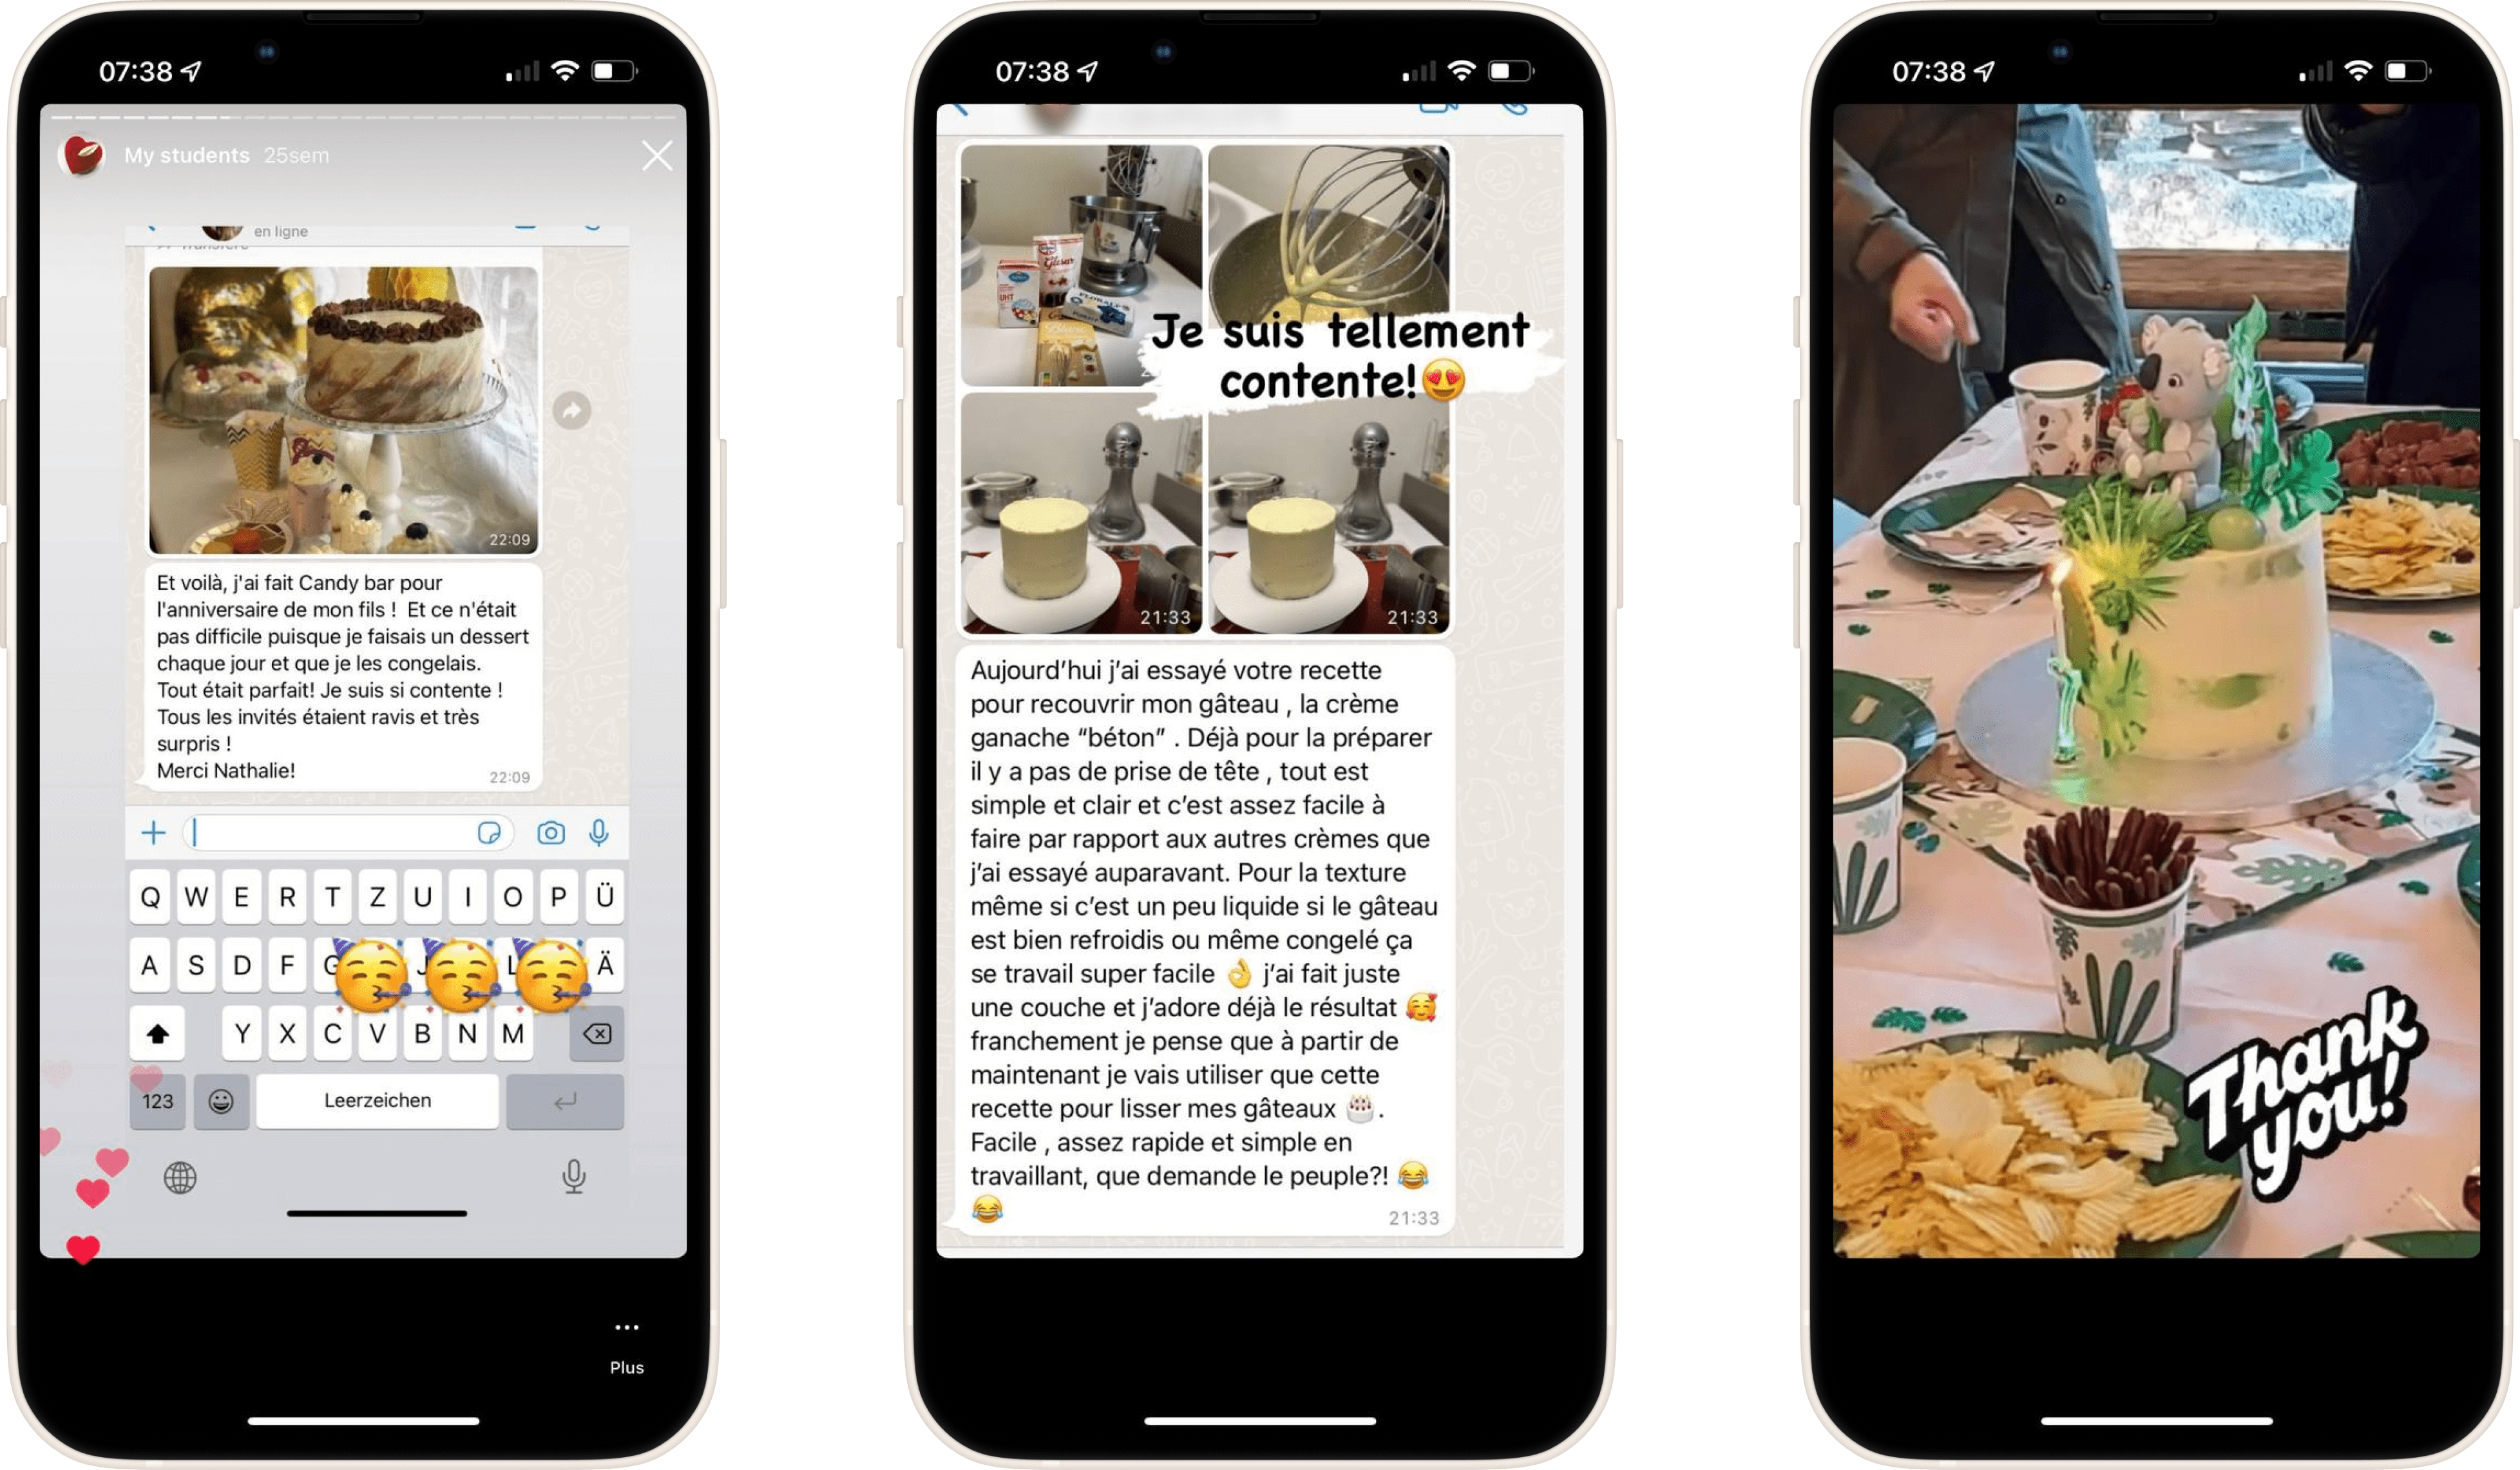 07:38
My students 25sem
en ligne
22:09
Et voilà, j'ai fait Candy bar pour
l'anniversaire de mon fils ! Et ce n'était
pas difficile puisque je faisais un dessert
chaque jour et que je les congelais.
Tout était parfait! Je suis si contente !
Tous les invités étaient ravis et très
surpris !
Merci Nathalie!
22:09
Q W E R T Z U I O P Ü
A S D F G J L Ä
Y X C V B N M
123 Leerzeichen
...
Plus
07:38
UHT
Je suis tellement
contente!😍
21:33
21:33
Aujourd’hui j’ai essayé votre recette
pour recouvrir mon gâteau , la crème
ganache “béton” . Déjà pour la préparer
il y a pas de prise de tête , tout est
simple et clair et c’est assez facile à
faire par rapport aux autres crèmes que
j’ai essayé auparavant. Pour la texture
même si c’est un peu liquide si le gâteau
est bien refroidis ou même congelé ça
se travail super facile 👌 j’ai fait juste
une couche et j’adore déjà le résultat 🥰
franchement je pense que à partir de
maintenant je vais utiliser que cette
recette pour lisser mes gâteaux 🎂.
Facile , assez rapide et simple en
travaillant, que demande le peuple?! 😂
😂
21:33
07:38
Thank
you!